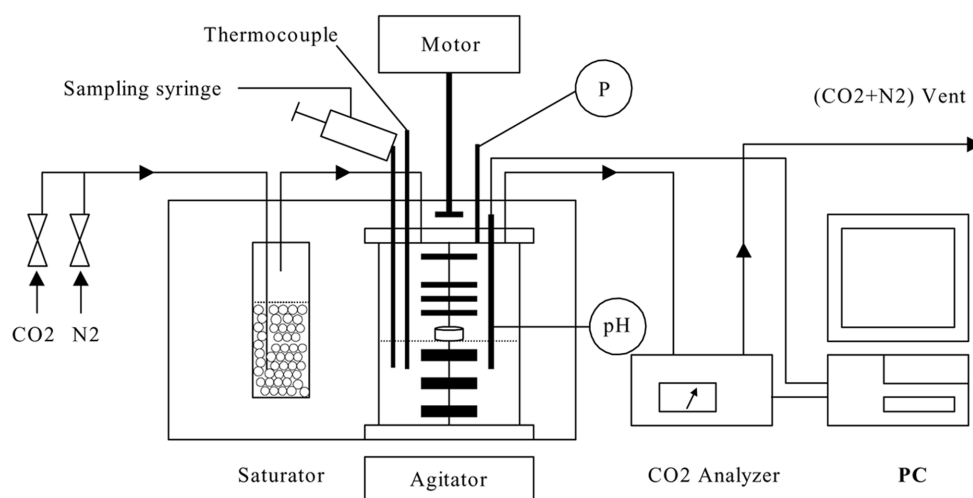 Thermocouple
Motor
Sampling syringe
P
(CO2+N2) Vent
CO2
N2
pH
Saturator
Agitator
CO2 Analyzer
PC